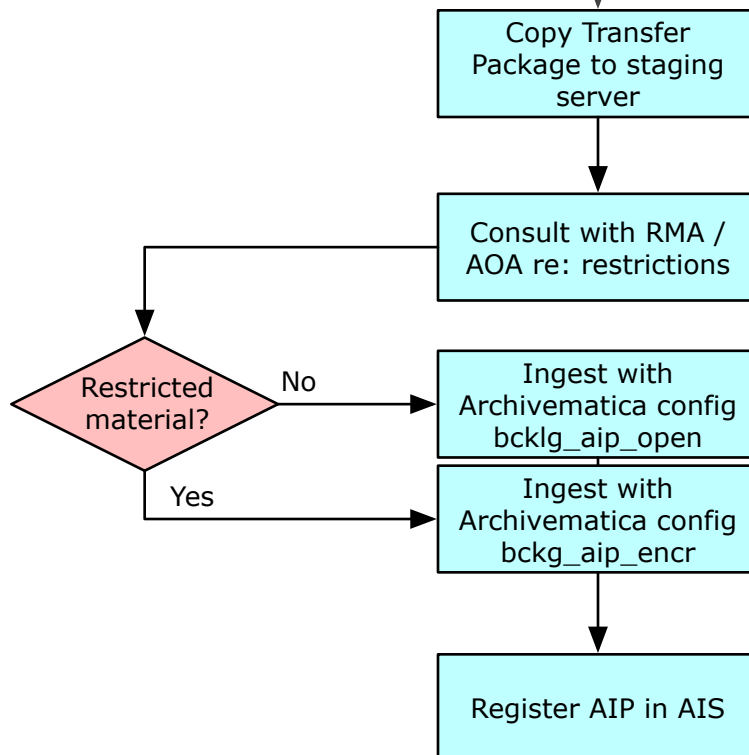 Copy Transfer
Package to staging
server
Consult with RMA /
AOA re: restrictions
Restricted
material?
No
Ingest with
Archivematica config
bcklg_aip_open
Yes
Ingest with
Archivematica config
bckg_aip_encr
Register AIP in AIS